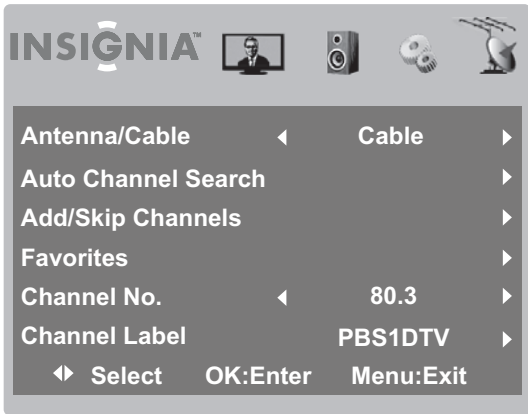 INSIGNIA™
Antenna/Cable Cable
Auto Channel Search
Add/Skip Channels
Favorites
Channel No. 80.3
Channel Label PBS1DTV
Select OK:Enter Menu:Exit